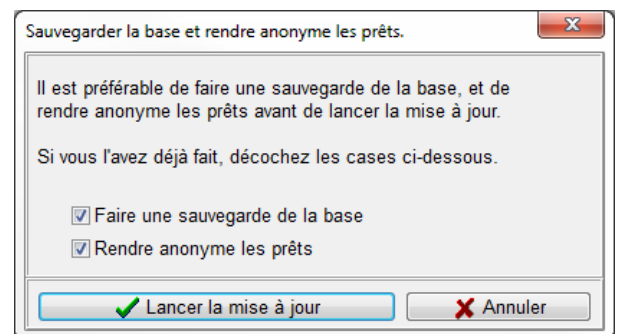 Sauvegarder la base et rendre anonyme les prêts.
Il est préférable de faire une sauvegarde de la base, et de
rendre anonyme les prêts avant de lancer la mise à jour.
Si vous l'avez déjà fait, décochez les cases ci-dessous.
Faire une sauvegarde de la base
Rendre anonyme les prêts
Lancer la mise à jour
Annuler